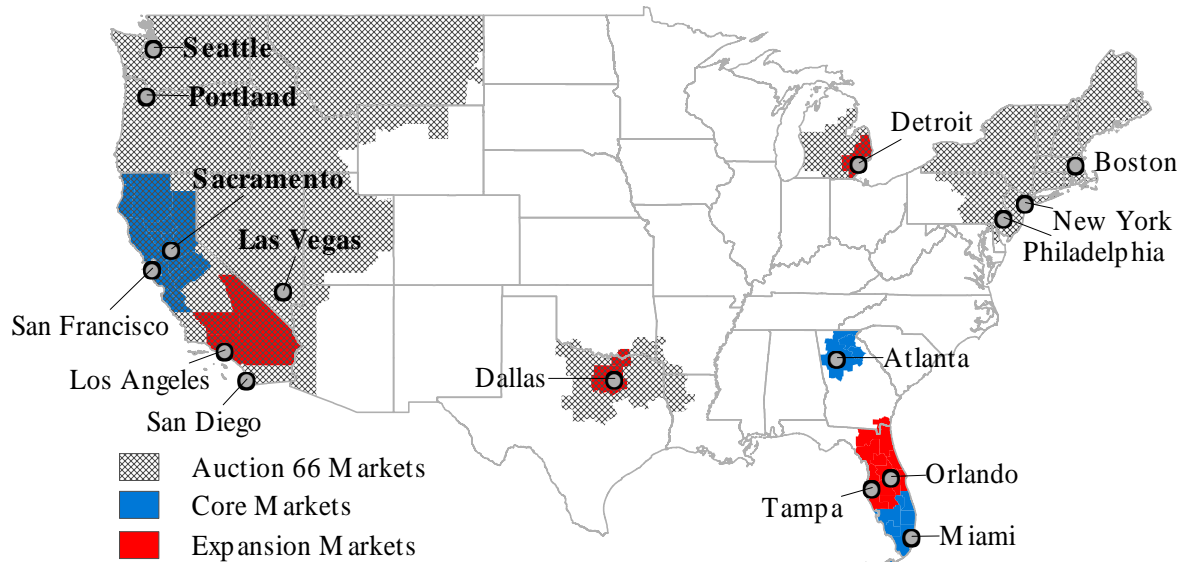 Seattle
Portland
Detroit
Boston
Sacramento
New York
Las Vegas
Philadelphia
San Francisco
Atlanta
Los Angeles
Dallas
San Diego
Auction 66 Markets
Orlando
Core Markets
Tampa
Miami
Expansion Markets